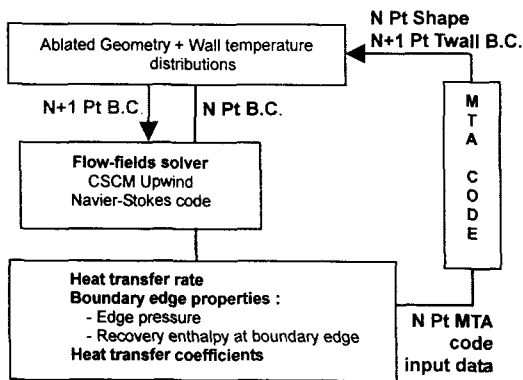 N Pt Shape
N+1 Pt Twall B.C.
Ablated Geometry + Wall temperature
distributions
N+1 Pt B.C.
N Pt B.C.
MTA CODE
Flow-fields solver
CSCM Upwind
Navier-Stokes code
Heat transfer rate
Boundary edge properties :
- Edge pressure
- Recovery enthalpy at boundary edge
Heat transfer coefficients
N Pt MTA
code
input data